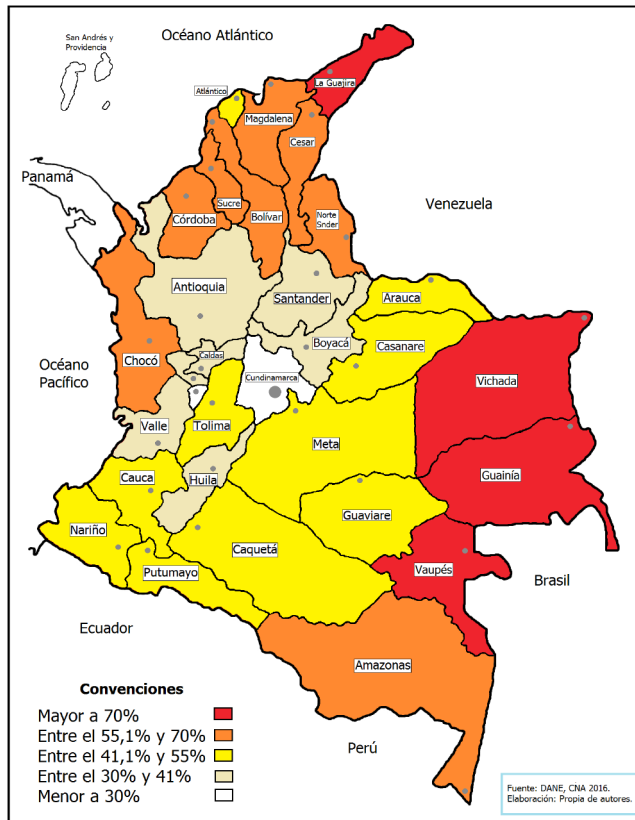 San Andrés y
Providencia
Océano Atlántico
La Guajira
Atlántico
Magdalena
Cesar
Panamá
Sucre
Córdoba
Bolívar
Norte
Snder
Venezuela
Antioquia
Santander
Arauca
Boyacá
Casanare
Océano
Pacífico
Chocó
Caldas
Cundinamarca
Vichada
Valle
Tolima
Meta
Cauca
Huila
Guainía
Guaviare
Nariño
Caquetá
Putumayo
Vaupés
Brasil
Ecuador
Amazonas
Perú
Convenciones
Mayor a 70%
Entre el 55,1% y 70%
Entre el 41,1% y 55%
Entre el 30% y 41%
Menor a 30%
Fuente: DANE, CNA 2016.
Elaboración: Propia de autores.